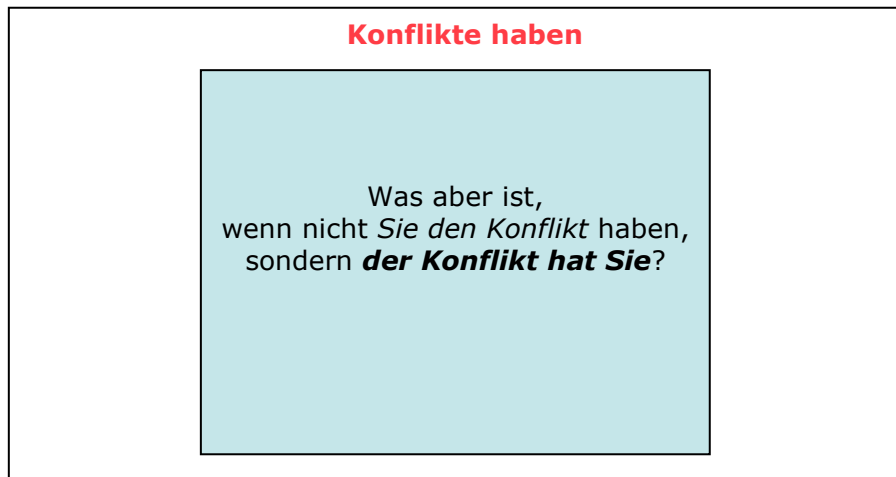 Konflikte haben
Was aber ist,
wenn nicht Sie den Konflikt haben,
sondern der Konflikt hat Sie?